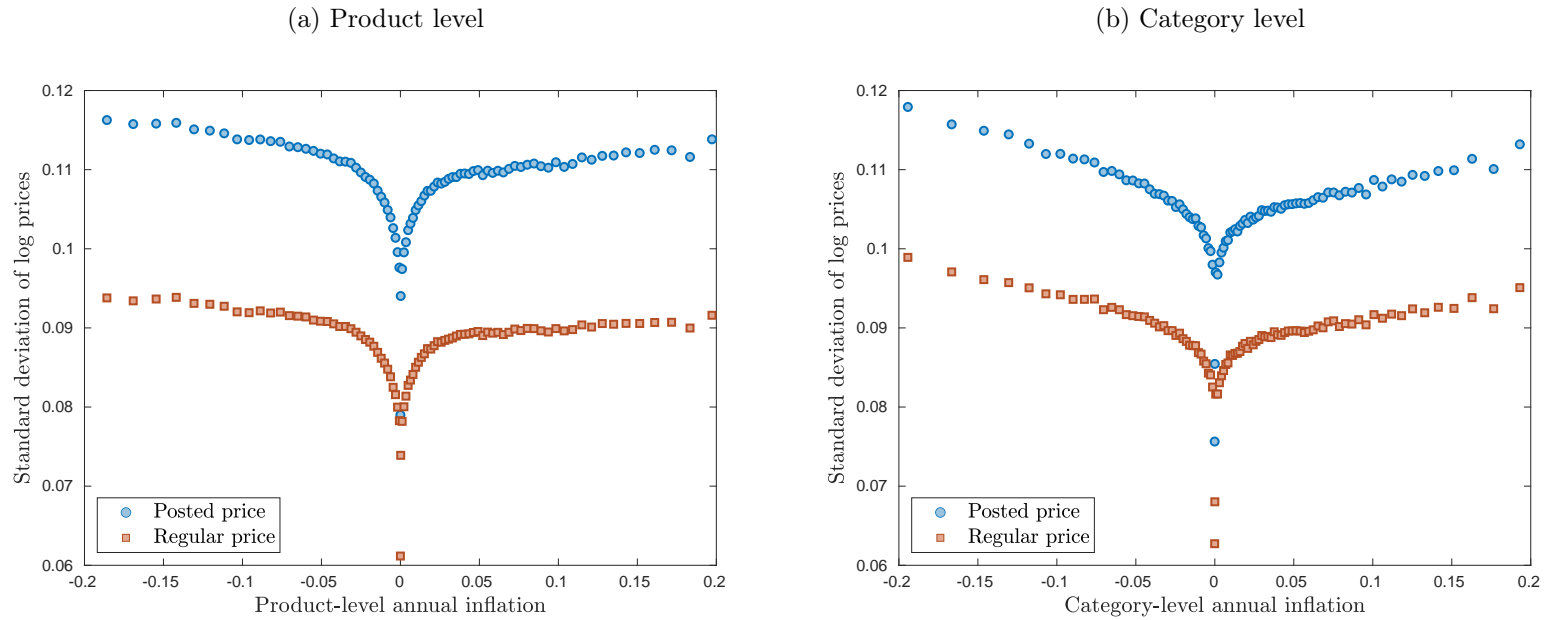 (a) Product level
0.12
0.11
0.1
0.09
0.08
0.07
0.06
Standard deviation of log prices
Posted price
Regular price
-0.2 -0.15 -0.1 -0.05 0 0.05 0.1 0.15 0.2
Product-level annual inflation
(b) Category level
0.12
0.11
0.1
0.09
0.08
0.07
0.06
Standard deviation of log prices
Posted price
Regular price
-0.2 -0.15 -0.1 -0.05 0 0.05 0.1 0.15 0.2
Category-level annual inflation